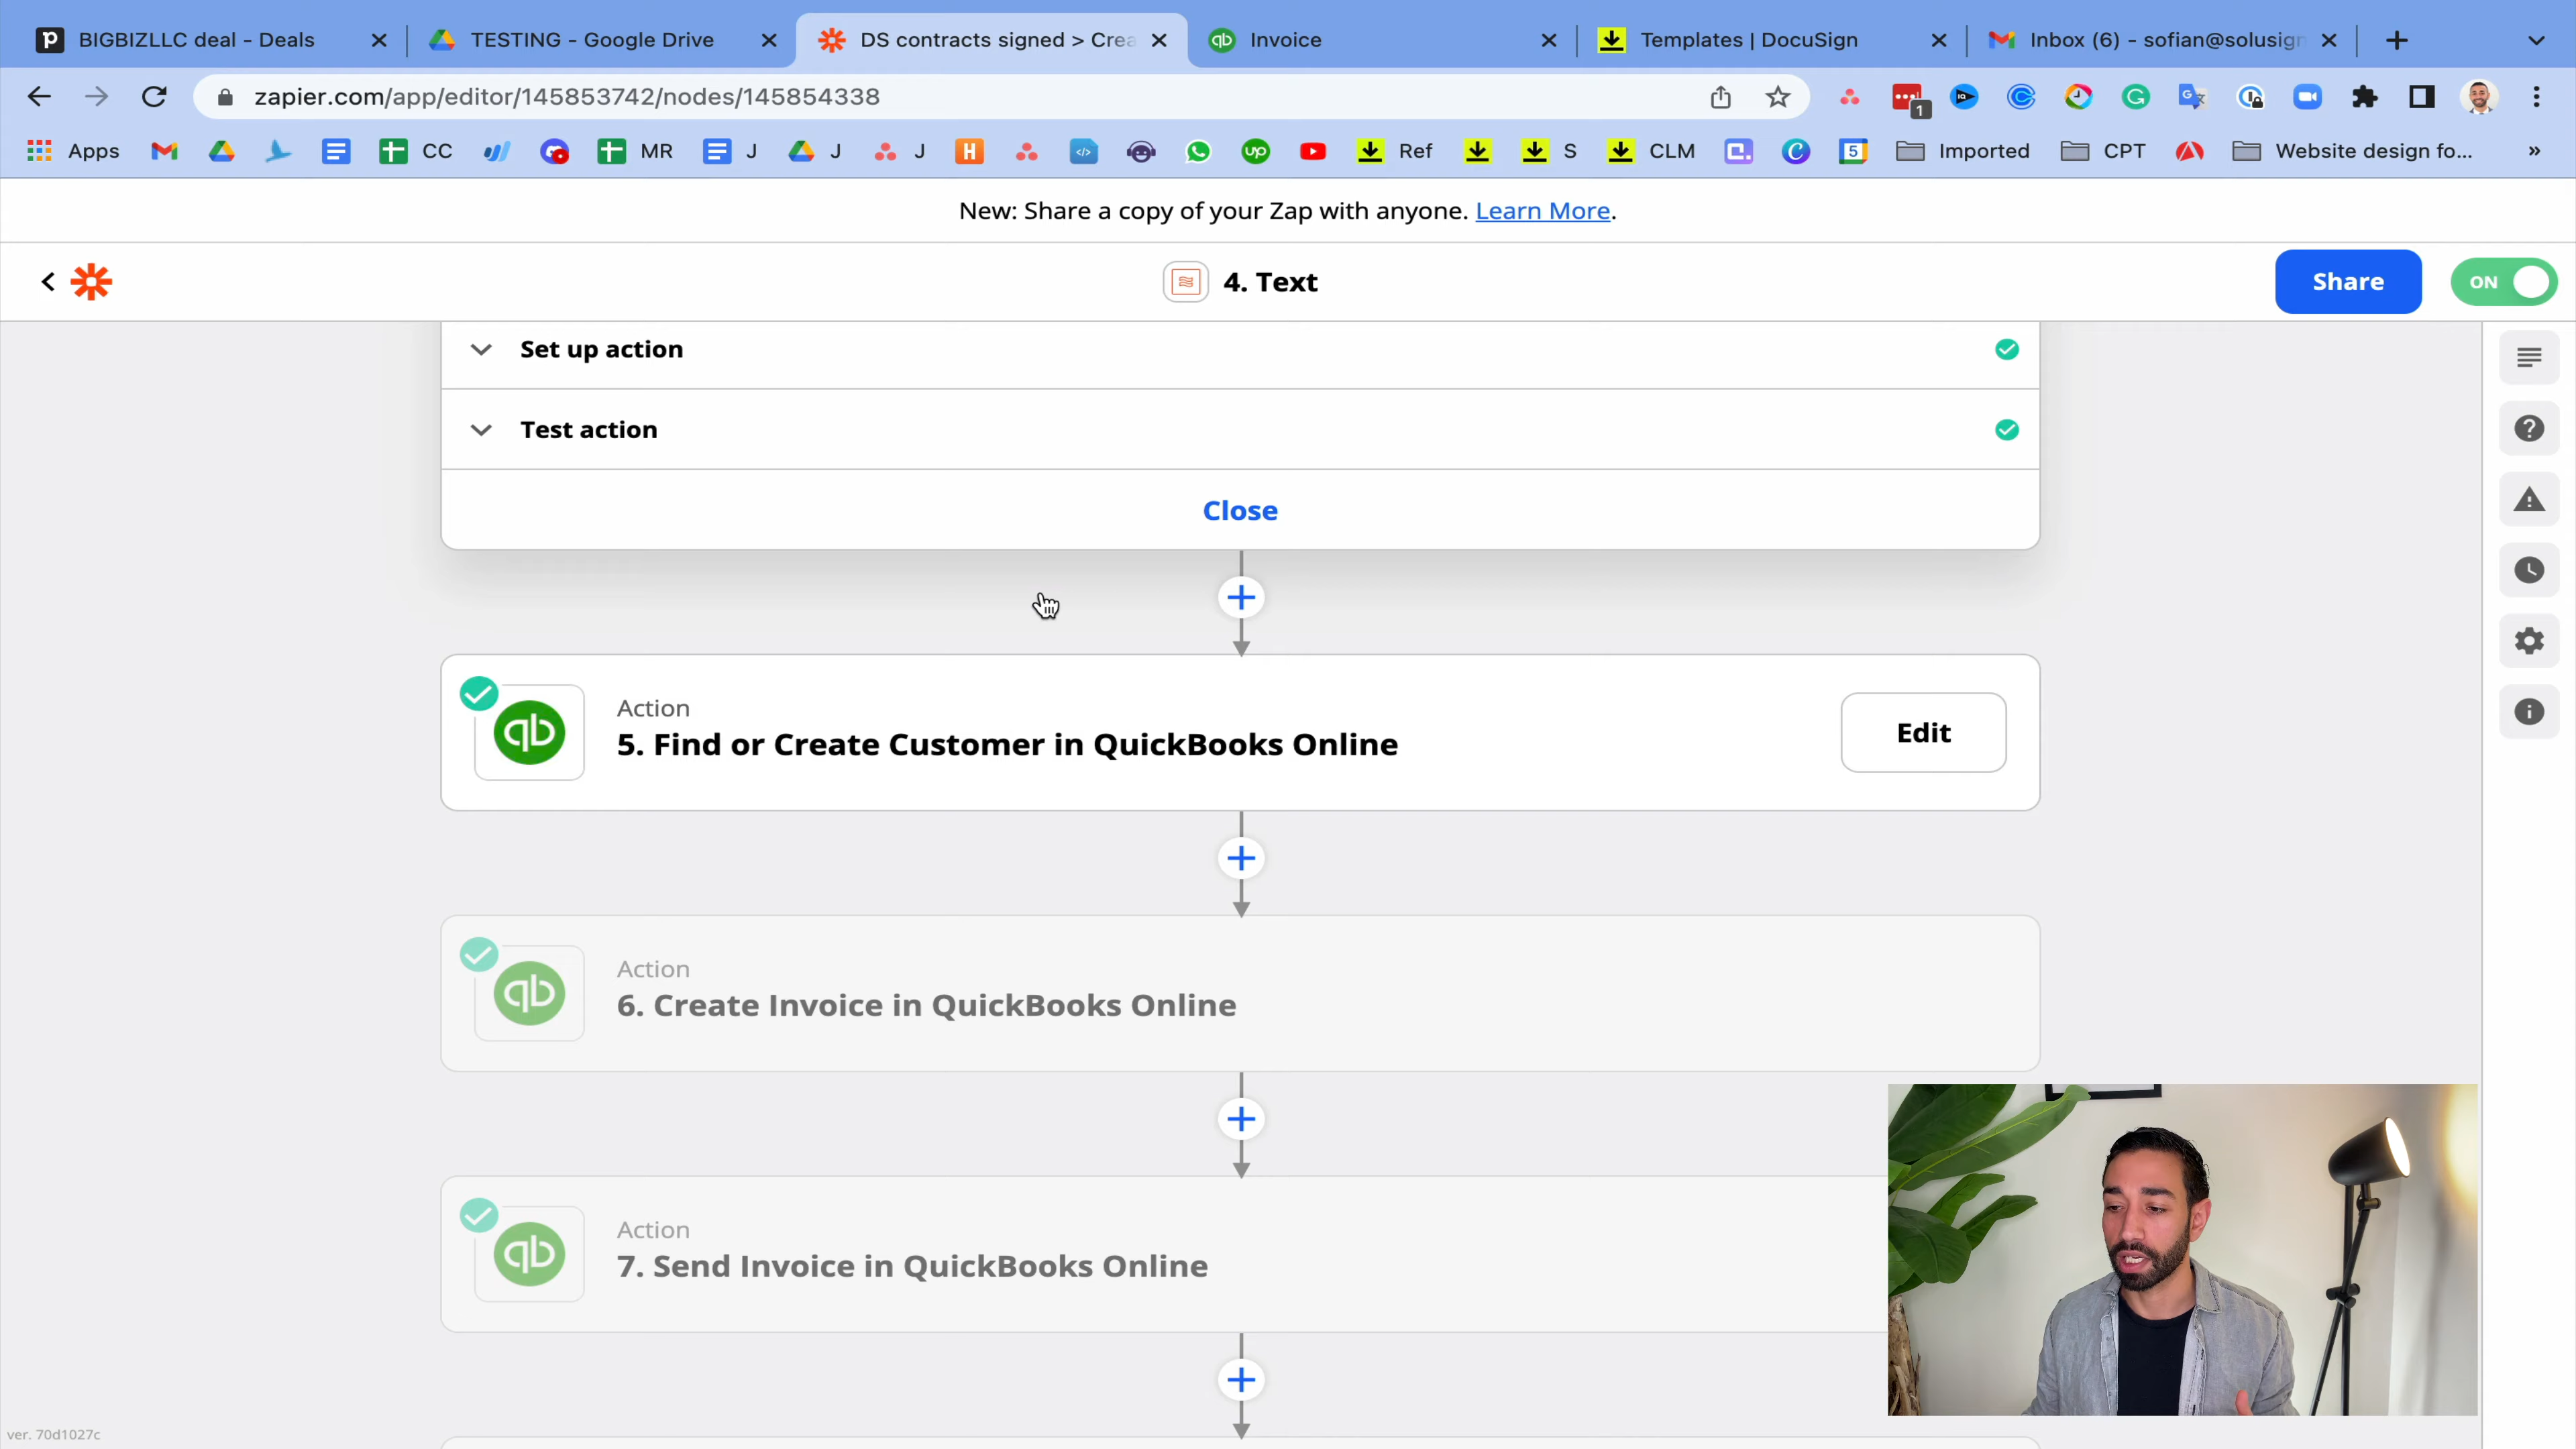 BIGBIZLLC deal - Deals
TESTING - Google Drive
DS contracts signed > Crea
Invoice
Templates | DocuSign
Inbox (6) - sofian@solusign
zapier.com/app/editor/145853742/nodes/145854338
1
Apps
CC
MR
J
J
J
H
up
Ref
S
CLM
5
Imported
CPT
Website design fo...
New: Share a copy of your Zap with anyone. Learn More.
4. Text
Share
ON
Set up action
Test action
Close
Action
5. Find or Create Customer in QuickBooks Online
Edit
Action
6. Create Invoice in QuickBooks Online
Action
7. Send Invoice in QuickBooks Online
ver. 70d1027c